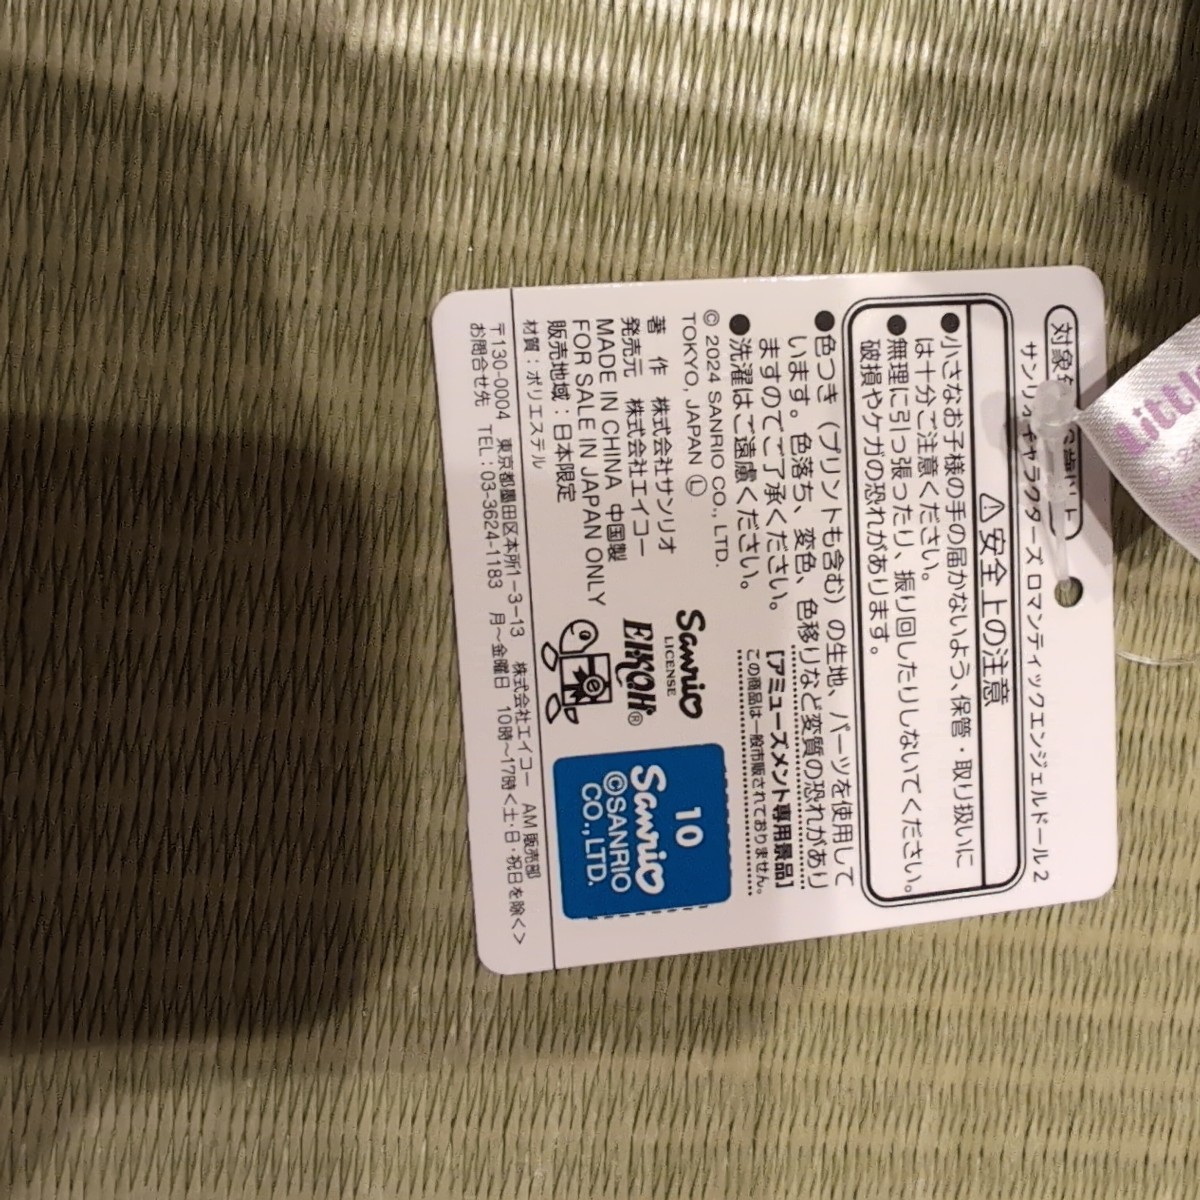 対象
サンリオキャラクターズ ロマンティックエンジェルドール2
⚠安全上の注意
●小さなお子様の手の届かないよう、保管・取り扱いに
は十分ご注意ください。
●無理に引っ張ったり、振り回したりしないでください。
破損やケガの恐れがあります。
●色つき（プリントも含む）の生地、パーツを使用して
います。色落ち、変色、色移りなど変質の恐れがあり
ますのでご了承ください。
●洗濯はご遠慮ください。
[アミューズメント専用景品]
この商品は一般市販されておりません。
© 2024 SANRIO CO., LTD.
TOKYO, JAPAN Ⓛ
著 作 株式会社サンリオ
発売元 株式会社エイコー
MADE IN CHINA 中国製
FOR SALE IN JAPAN ONLY
販売地域：日本限定
材質：ポリエステル
Sanrio
LICENSE
EIKOH®
e
10
Sanrio
©SANRIO
CO.,LTD.
〒130-0004 東京都墨田区本所1-3-13 株式会社エイコー AM販売部
お問合せ先 TEL：03-3624-1183 月～金曜日 10時～17時＜土・日・祝日を除く＞
Little